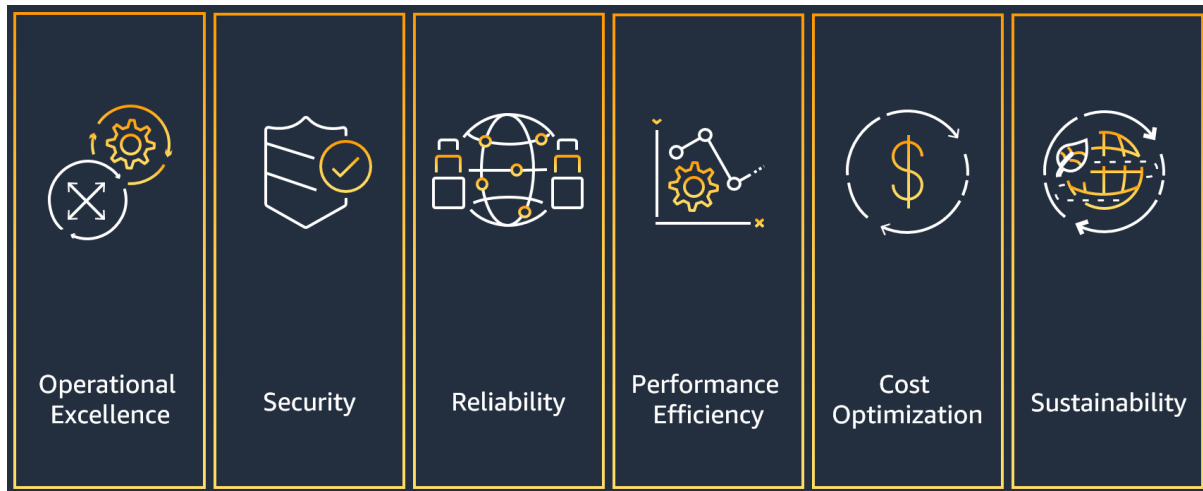 Operational
Excellence
Security
Reliability
Performance
Efficiency
Cost
Optimization
Sustainability